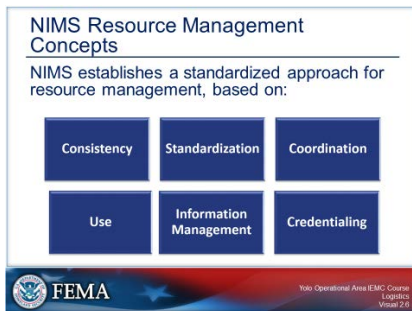 NIMS Resource Management
Concepts
NIMS establishes a standardized approach for
resource management, based on:
Consistency
Standardization
Coordination
Use
Information
Management
Credentialing
FEMA
Yolo Operational Area IEMC Course
Logistics
Visual 2.6